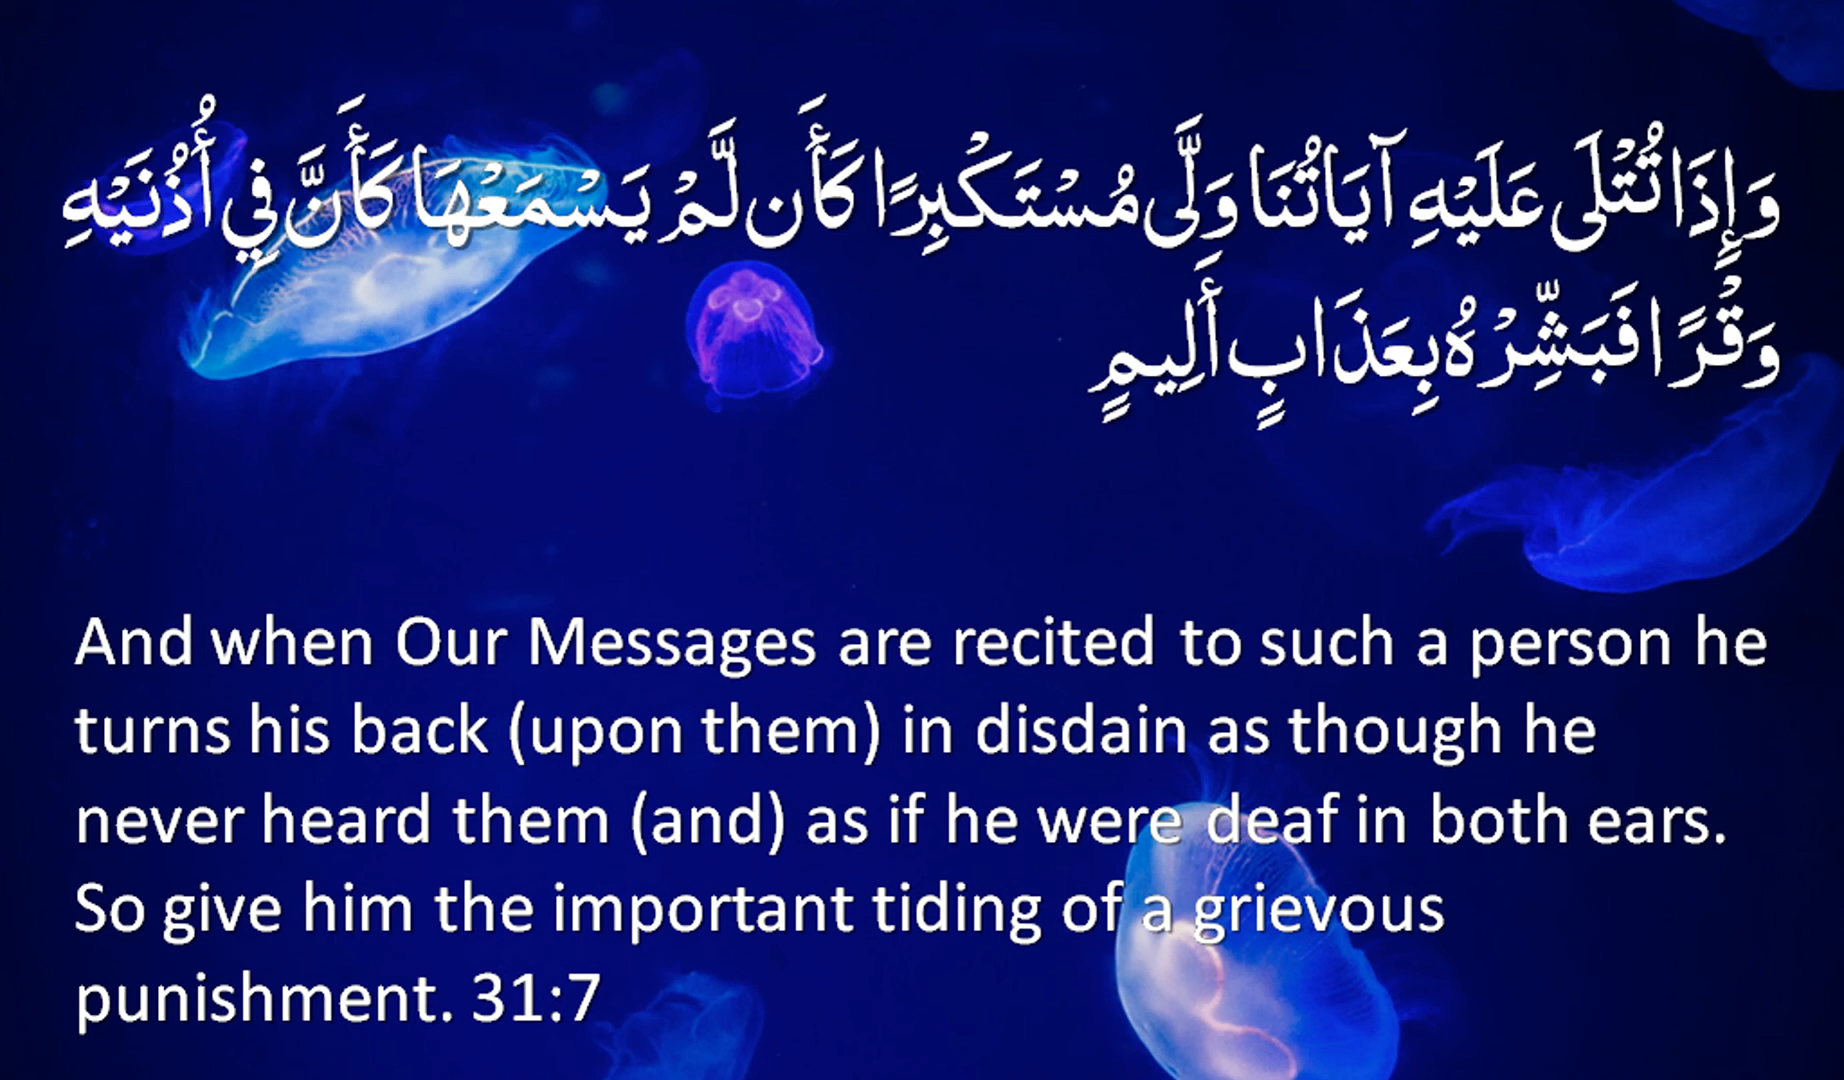 وَإِذَا تُتْلَى عَلَيْهِ آيَاتُنَا وَلَّى مُسْتَكْبِرًا كَأَن لَّمْ يَسْمَعْهَا كَأَنَّ فِي أُذُنَيْهِ
وَقْرًا فَبَشِّرْهُ بِعَذَابٍ أَلِيمٍ
And when Our Messages are recited to such a person he
turns his back (upon them) in disdain as though he
never heard them (and) as if he were deaf in both ears.
So give him the important tiding of a grievous
punishment. 31:7